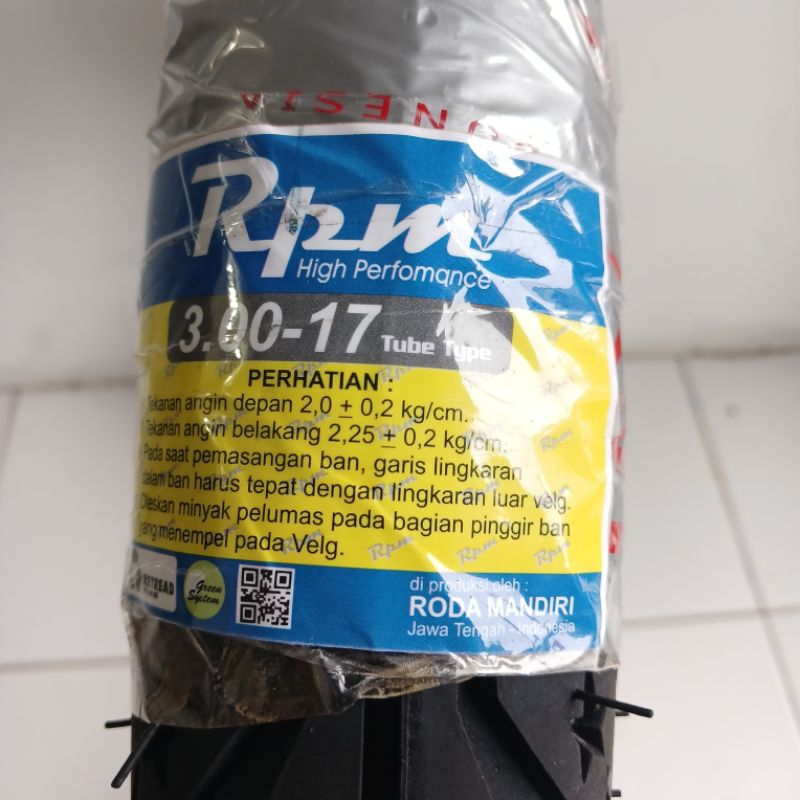 ONESIA
Rpm
High Perfomance
3.00-17 Tube Type
PERHATIAN :
Tekanan angin depan 2,0 ± 0,2 kg/cm.
Tekanan angin belakang 2,25 ± 0,2 kg/cm.
Pada saat pemasangan ban, garis lingkaran
dalam ban harus tepat dengan lingkaran luar velg.
Oleskan minyak pelumas pada bagian pinggir ban
yang menempel pada Velg.
RETREAD
Green
System
di produksi oleh :
RODA MANDIRI
Jawa Tengah - Indonesia